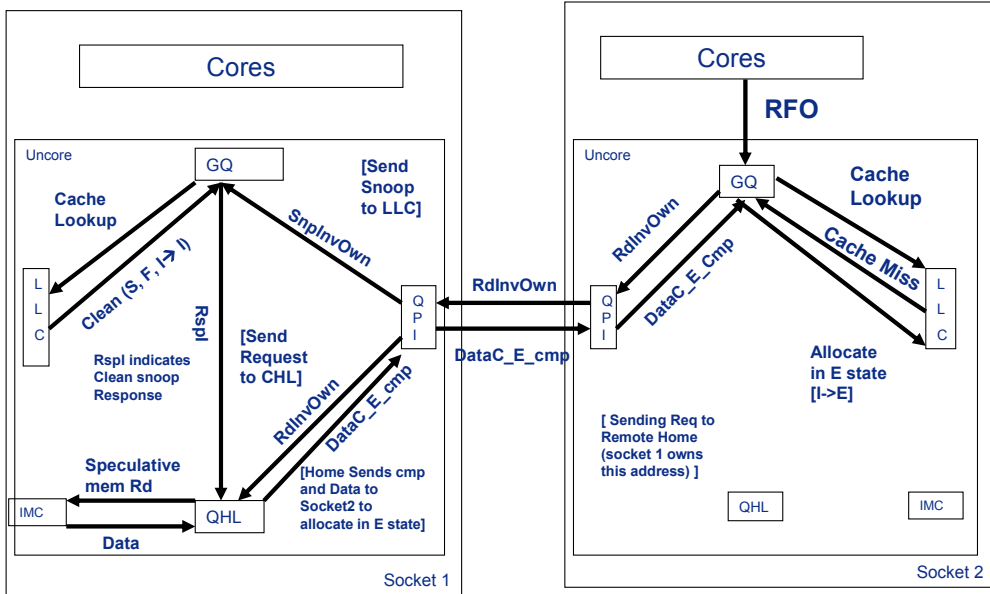 Cores
Uncore
GQ
[Send
Snoop
to LLC]
Cache
Lookup
SnpInvOwn
Clean (S, F, I→ I)
L
L
C
RspI
Q
P
I
RspI indicates
Clean snoop
Response
[Send
Request
to CHL]
RdInvOwn
DataC_E_cmp
Speculative
mem Rd
[Home Sends cmp
and Data to
Socket2 to
allocate in E state]
IMC
QHL
Data
Socket 1
RdInvOwn
DataC_E_cmp
Cores
RFO
Uncore
GQ
Cache
Lookup
RdInvOwn
Cache Miss
DataC_E_Cmp
Q
P
I
L
L
C
Allocate
in E state
[I->E]
[ Sending Req to
Remote Home
(socket 1 owns
this address) ]
QHL
IMC
Socket 2